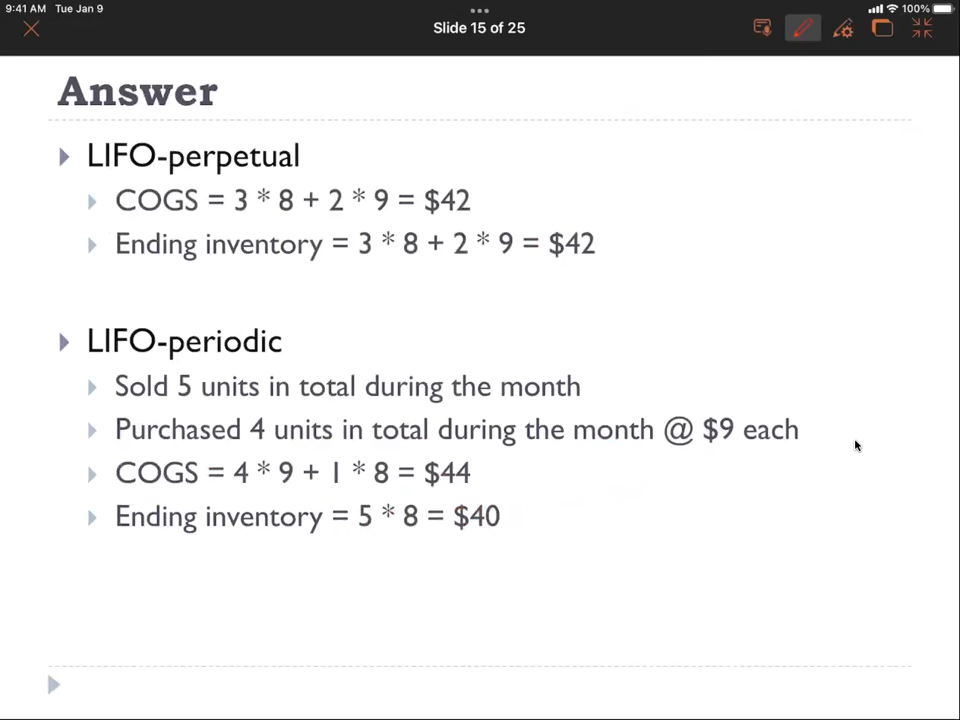 9:41 AM Tue Jan 9
100%
Slide 15 of 25
Answer
LIFO-perpetual
COGS = 3 * 8 + 2 * 9 = $42
Ending inventory = 3 * 8 + 2 * 9 = $42
LIFO-periodic
Sold 5 units in total during the month
Purchased 4 units in total during the month @ $9 each
COGS = 4 * 9 + 1 * 8 = $44
Ending inventory = 5 * 8 = $40